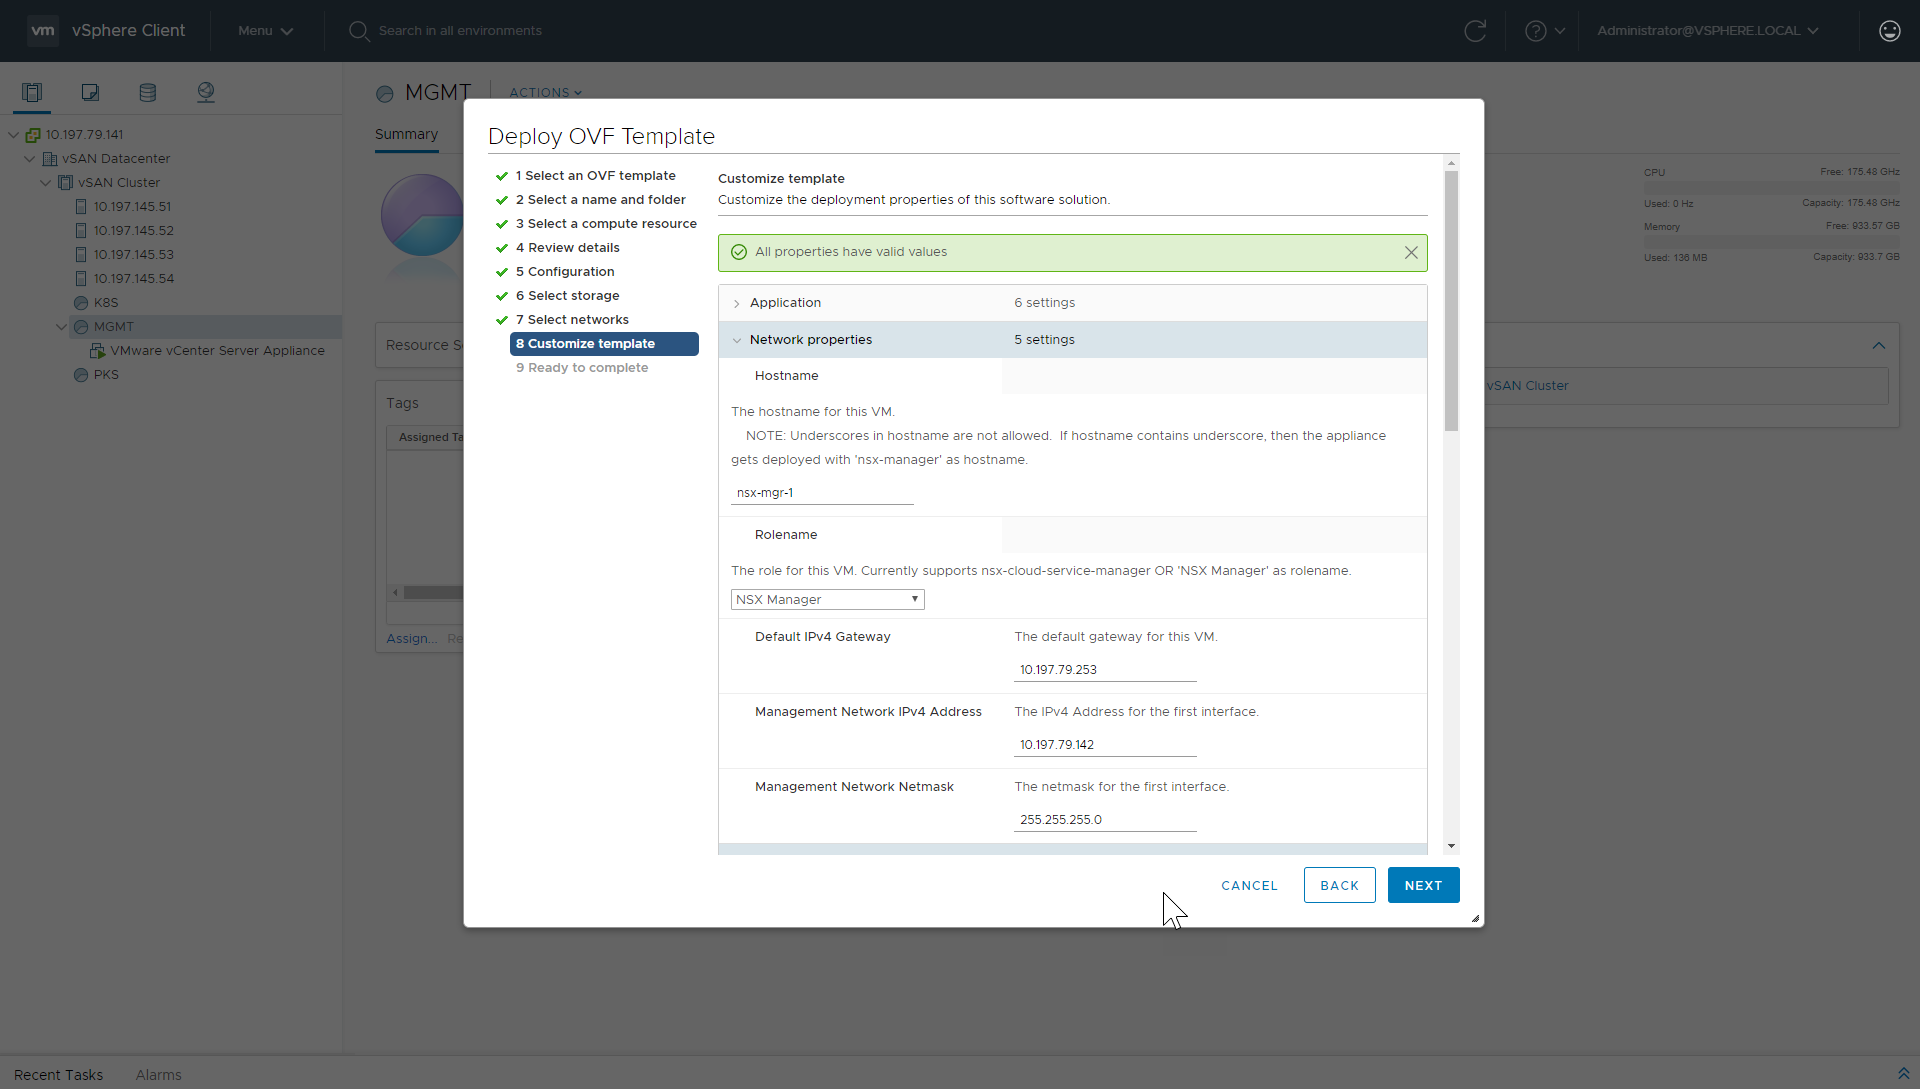 vm vSphere Client Menu Search in all environments Administrator@VSPHERE.LOCAL
10.197.79.141
vSAN Datacenter
vSAN Cluster
10.197.145.51
10.197.145.52
10.197.145.53
10.197.145.54
K8S
MGMT
VMware vCenter Server Appliance
PKS
MGMT ACTIONS
Summary
CPU Free: 175.48 GHz
Used: 0 Hz Capacity: 175.48 GHz
Memory Free: 933.57 GB
Used: 136 MB Capacity: 933.7 GB
Resource S
vSAN Cluster
Tags
Assigned Ta
Assign... Re
Deploy OVF Template
1 Select an OVF template
2 Select a name and folder
3 Select a compute resource
4 Review details
5 Configuration
6 Select storage
7 Select networks
8 Customize template
9 Ready to complete
Customize template
Customize the deployment properties of this software solution.
All properties have valid values
Application 6 settings
Network properties 5 settings
Hostname
The hostname for this VM.
NOTE: Underscores in hostname are not allowed. If hostname contains underscore, then the appliance
gets deployed with 'nsx-manager' as hostname.
nsx-mgr-1
Rolename
The role for this VM. Currently supports nsx-cloud-service-manager OR 'NSX Manager' as rolename.
NSX Manager
Default IPv4 Gateway The default gateway for this VM.
10.197.79.253
Management Network IPv4 Address The IPv4 Address for the first interface.
10.197.79.142
Management Network Netmask The netmask for the first interface.
255.255.255.0
CANCEL BACK NEXT
Recent Tasks Alarms